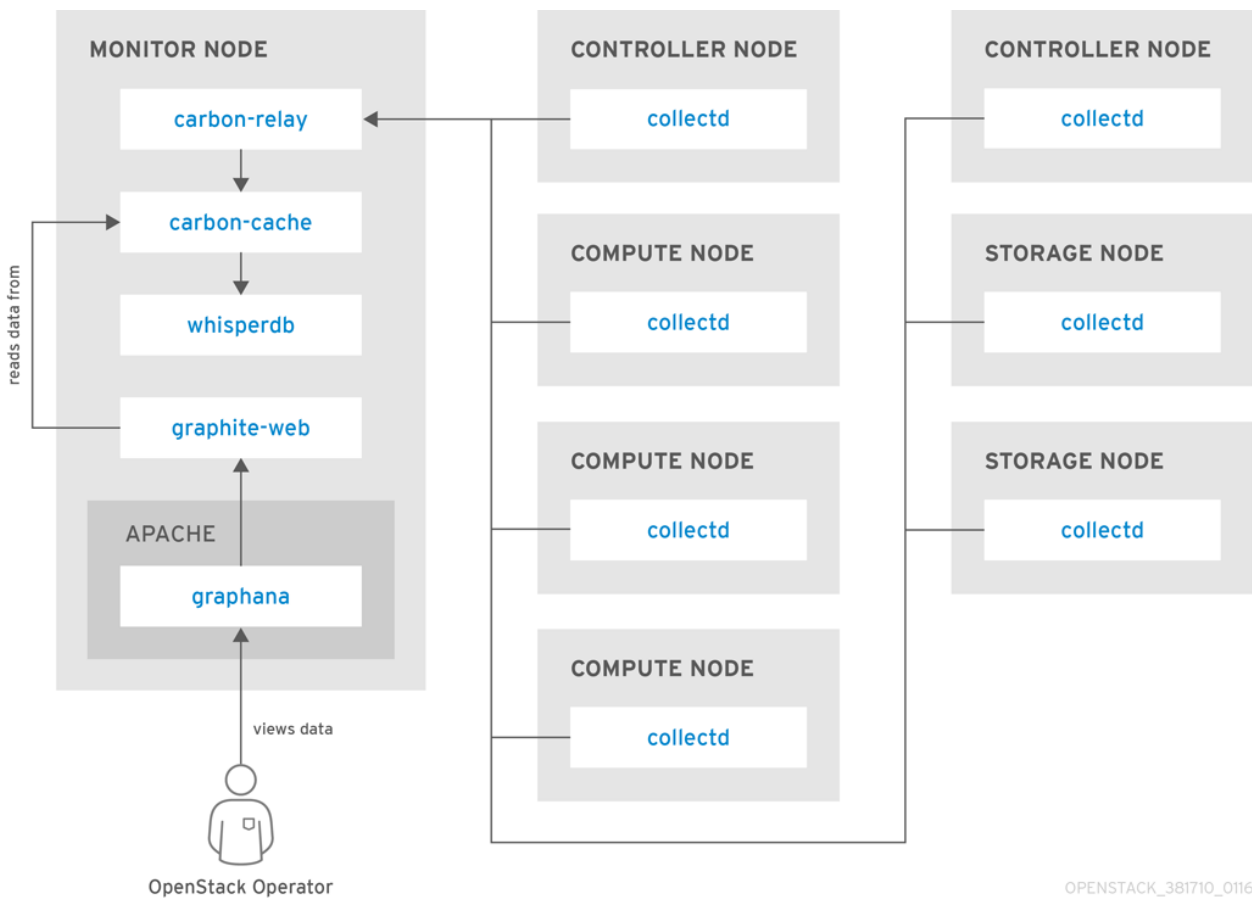 MONITOR NODE
carbon-relay
carbon-cache
whisperdb
graphite-web
reads data from
APACHE
graphana
views data
OpenStack Operator
CONTROLLER NODE
collectd
COMPUTE NODE
collectd
COMPUTE NODE
collectd
COMPUTE NODE
collectd
CONTROLLER NODE
collectd
STORAGE NODE
collectd
STORAGE NODE
collectd
OPENSTACK_381710_0116